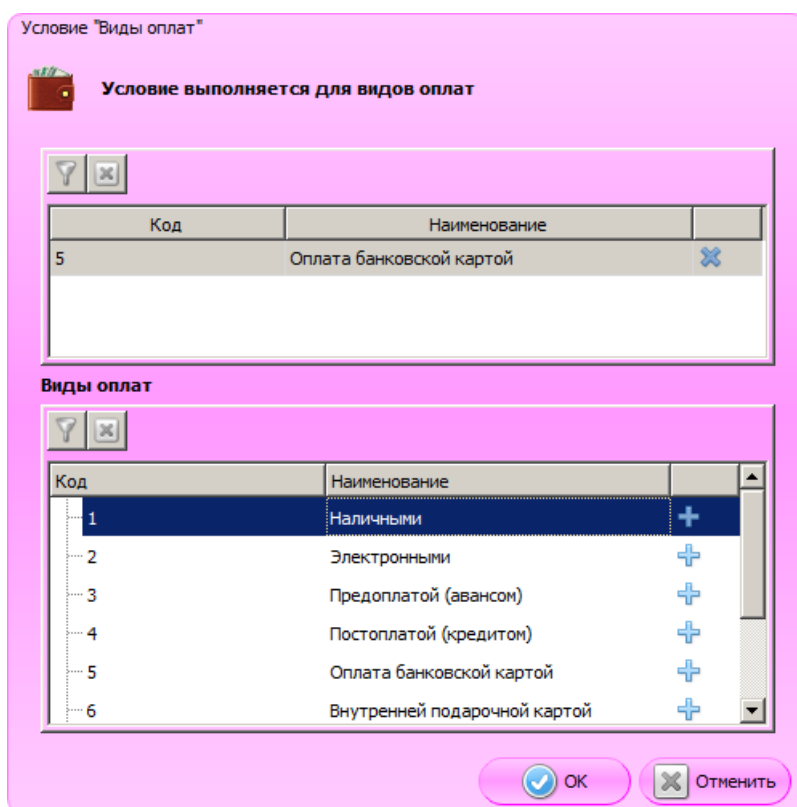 Условие "Виды оплат"
Условие выполняется для видов оплат
Код Наименование
5 Оплата банковской картой
Виды оплат
Код Наименование
1 Наличными
2 Электронными
3 Предоплатой (авансом)
4 Постоплатой (кредитом)
5 Оплата банковской картой
6 Внутренней подарочной картой
ОК Отменить